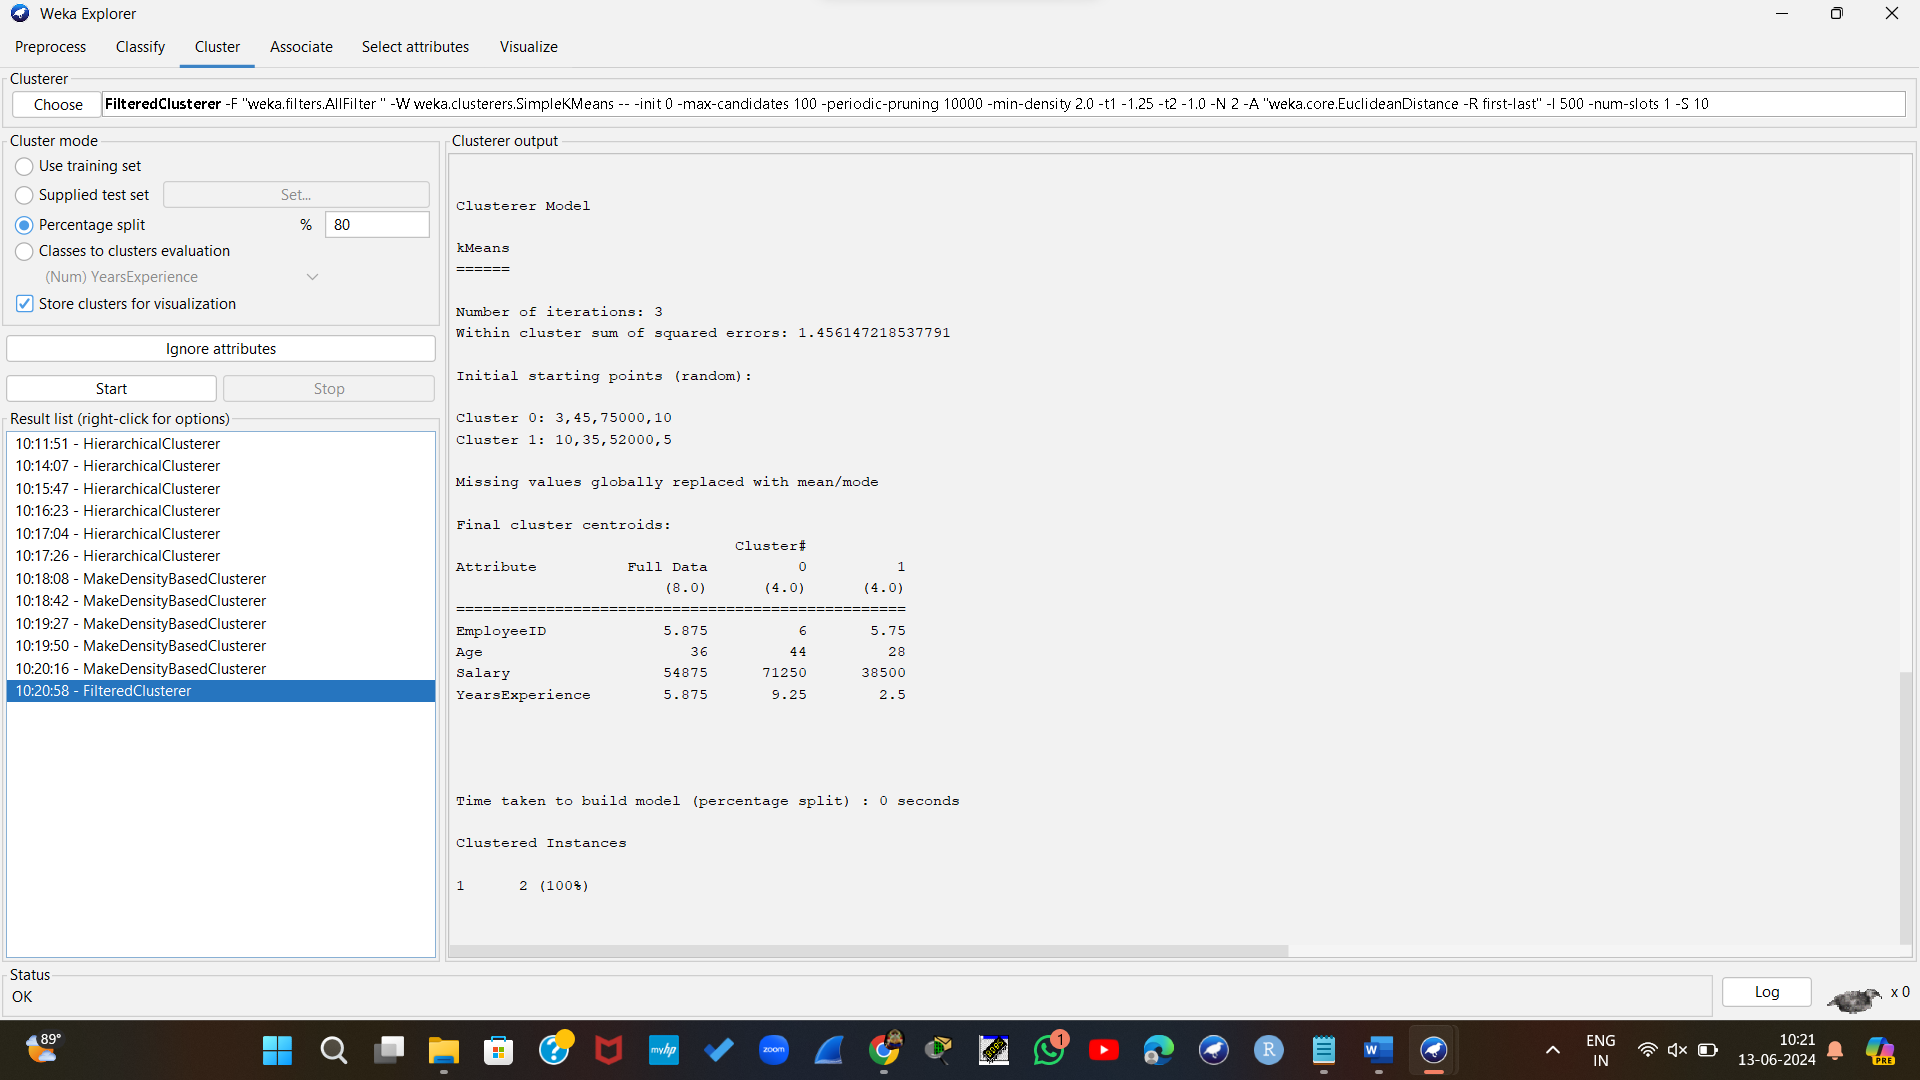 Weka Explorer
Preprocess Classify Cluster Associate Select attributes Visualize
Clusterer
Choose FilteredClusterer -F "weka.filters.AllFilter " -W weka.clusterers.SimpleKMeans -- -init 0 -max-candidates 100 -periodic-pruning 10000 -min-density 2.0 -t1 -1.25 -t2 -1.0 -N 2 -A "weka.core.EuclideanDistance -R first-last" -I 500 -num-slots 1 -S 10
Cluster mode
Use training set
Supplied test set Set...
Percentage split % 80
Classes to clusters evaluation
(Num) YearsExperience
Store clusters for visualization
Ignore attributes
Start Stop
Result list (right-click for options)
10:11:51 - HierarchicalClusterer
10:14:07 - HierarchicalClusterer
10:15:47 - HierarchicalClusterer
10:16:23 - HierarchicalClusterer
10:17:04 - HierarchicalClusterer
10:17:26 - HierarchicalClusterer
10:18:08 - MakeDensityBasedClusterer
10:18:42 - MakeDensityBasedClusterer
10:19:27 - MakeDensityBasedClusterer
10:19:50 - MakeDensityBasedClusterer
10:20:16 - MakeDensityBasedClusterer
10:20:58 - FilteredClusterer
Clusterer output
Clusterer Model
kMeans
======
Number of iterations: 3
Within cluster sum of squared errors: 1.456147218537791
Initial starting points (random):
Cluster 0: 3,45,75000,10
Cluster 1: 10,35,52000,5
Missing values globally replaced with mean/mode
Final cluster centroids:
Cluster#
Attribute Full Data 0 1
(8.0) (4.0) (4.0)
==================================================
EmployeeID 5.875 6 5.75
Age 36 44 28
Salary 54875 71250 38500
YearsExperience 5.875 9.25 2.5
Time taken to build model (percentage split) : 0 seconds
Clustered Instances
1 2 (100%)
Status
OK
Log x 0
89°
myhp
zoom
1
R
W
ENG
IN
10:21
13-06-2024
PRE